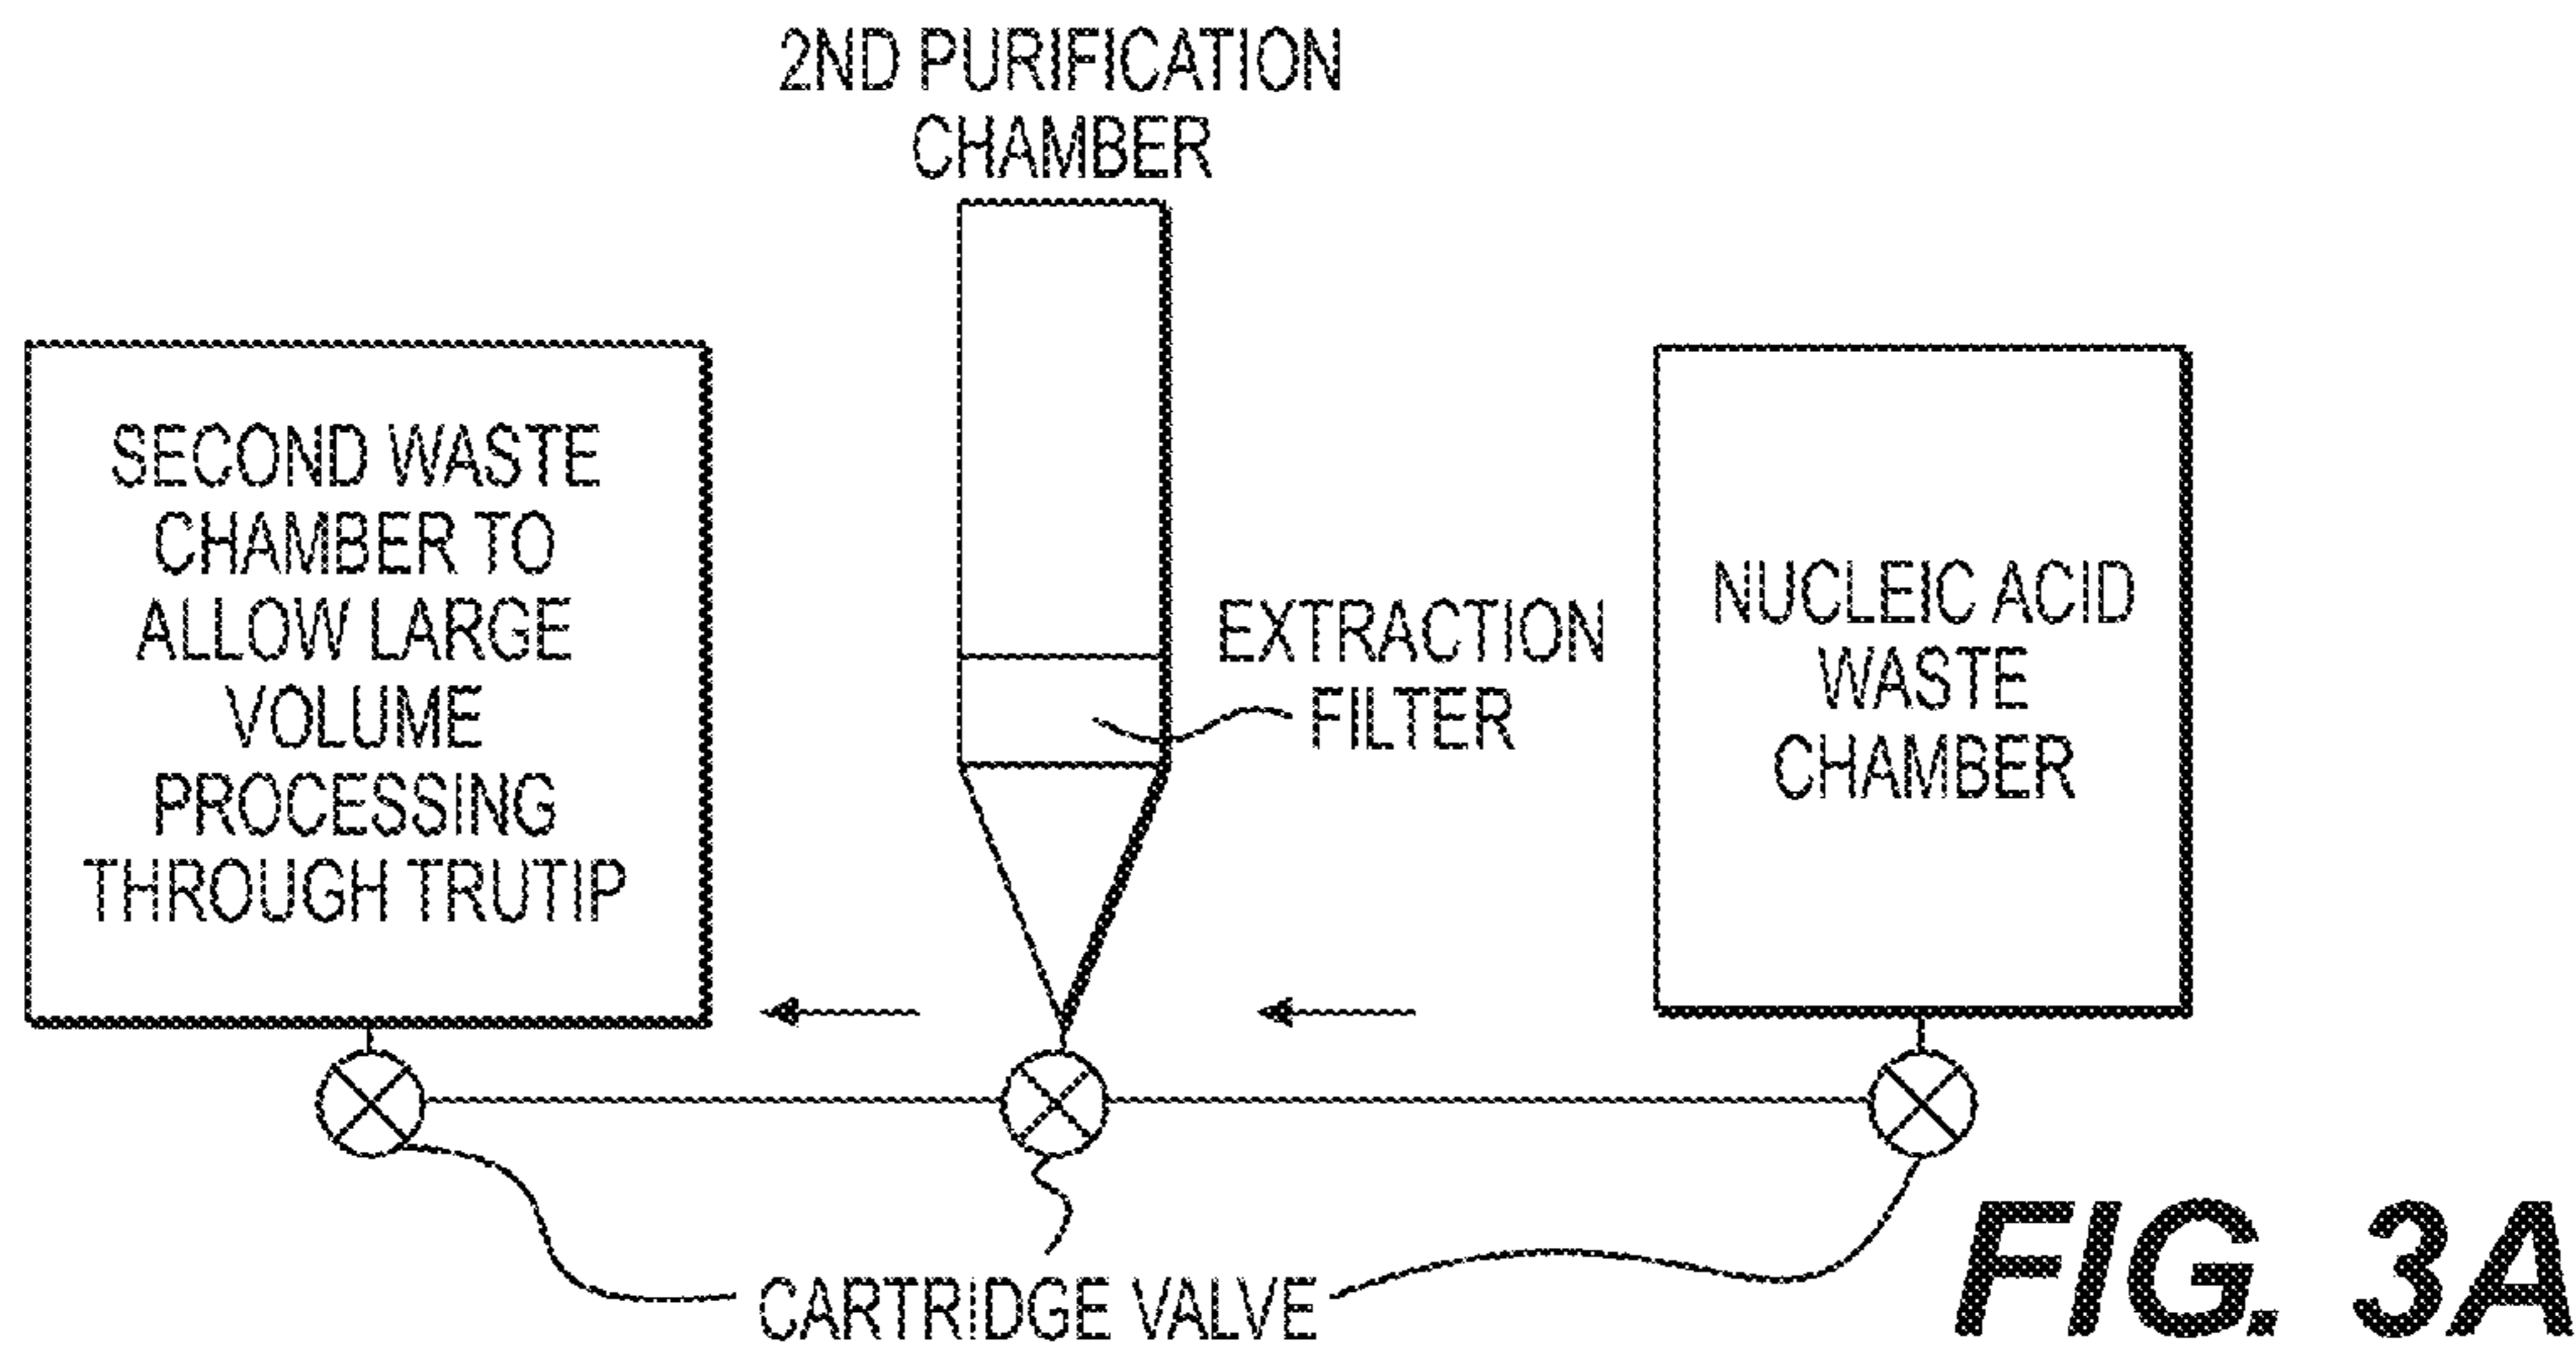 2ND PURIFICATION
CHAMBER
SECOND WASTE
CHAMBER TO
ALLOW LARGE
VOLUME
PROCESSING
THROUGH TRUTIP
EXTRACTION
FILTER
NUCLEIC ACID
WASTE
CHAMBER
CARTRIDGE VALVE
FIG. 3A